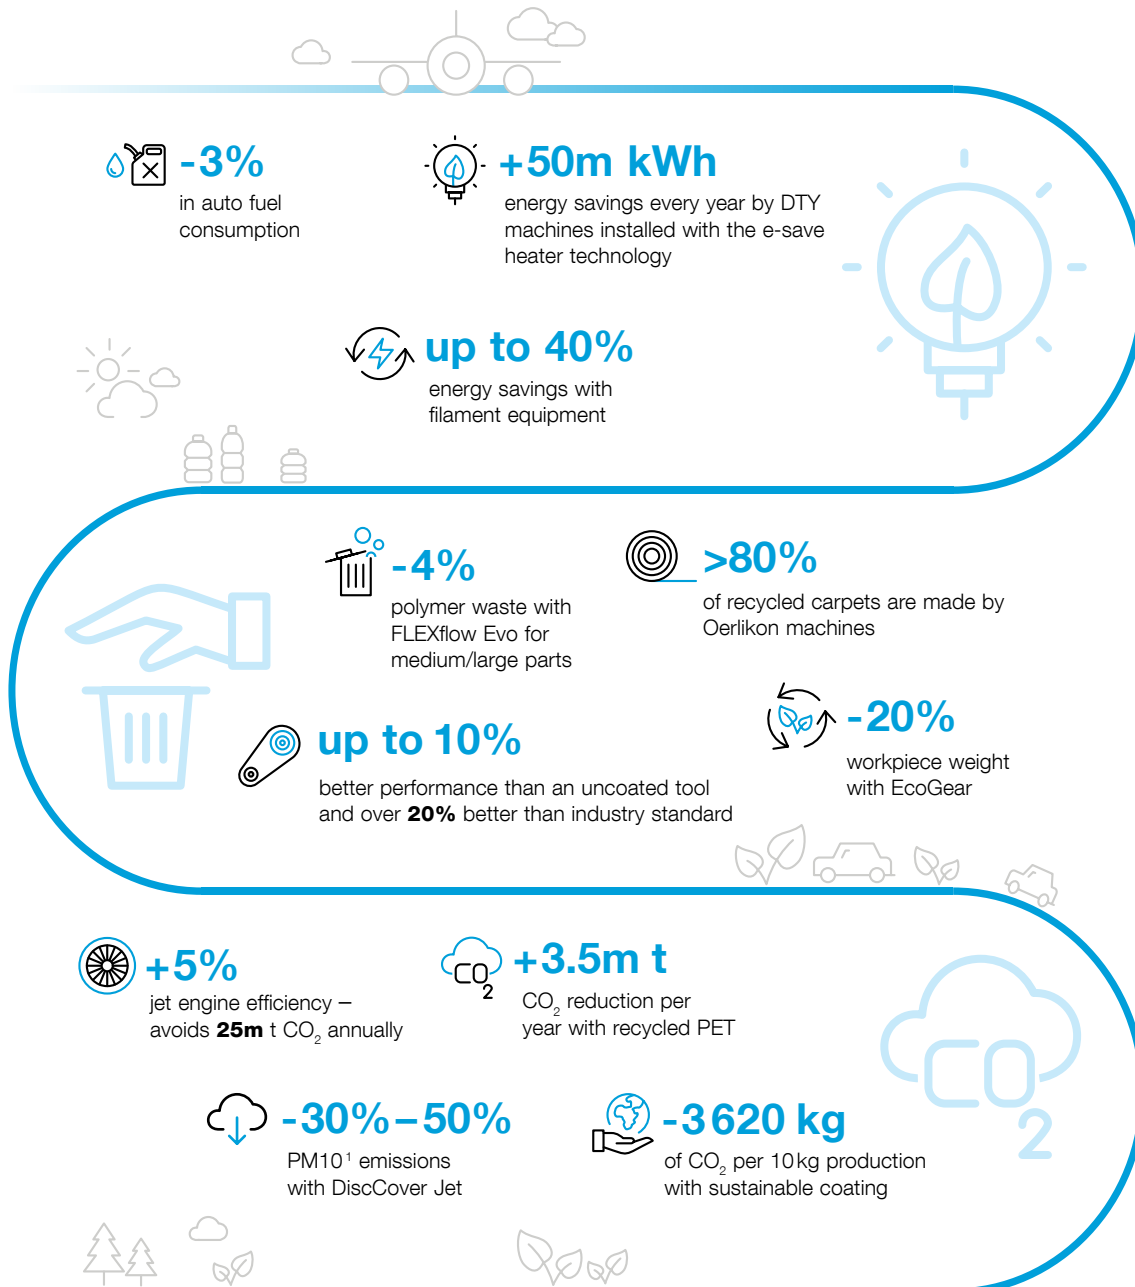 -3%
in auto fuel
consumption
+50m kWh
energy savings every year by DTY
machines installed with the e-save
heater technology
up to 40%
energy savings with
filament equipment
-4%
polymer waste with
FLEXflow Evo for
medium/large parts
>80%
of recycled carpets are made by
Oerlikon machines
up to 10%
better performance than an uncoated tool
and over 20% better than industry standard
-20%
workpiece weight
with EcoGear
+5%
jet engine efficiency –
avoids 25m t CO₂ annually
CO₂
+3.5m t
CO₂ reduction per
year with recycled PET
CO₂
-30%–50%
PM10¹ emissions
with DiscCover Jet
-3620 kg
of CO₂ per 10kg production
with sustainable coating